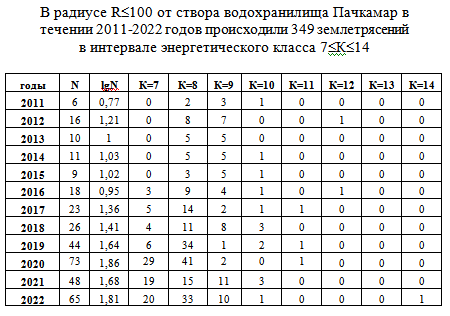 В радиусе R≤100 от створа водохранилища Пачкамар в
течении 2011-2022 годов происходили 349 землетрясений
в интервале энергетического класса 7≤К≤14
годы N lgN К=7 К=8 К=9 К=10 К=11 К=12 К=13 К=14
2011 6 0,77 0 2 3 1 0 0 0 0
2012 16 1,21 0 8 7 0 0 1 0 0
2013 10 1 0 5 5 0 0 0 0 0
2014 11 1,03 0 5 5 1 0 0 0 0
2015 9 1,02 0 3 5 1 0 0 0 0
2016 18 0,95 3 9 4 1 0 1 0 0
2017 23 1,36 5 14 2 1 1 0 0 0
2018 26 1,41 4 11 8 3 0 0 0 0
2019 44 1,64 6 34 1 2 1 0 0 0
2020 73 1,86 29 41 2 0 1 0 0 0
2021 48 1,68 19 15 11 3 0 0 0 0
2022 65 1,81 20 33 10 1 0 0 0 1